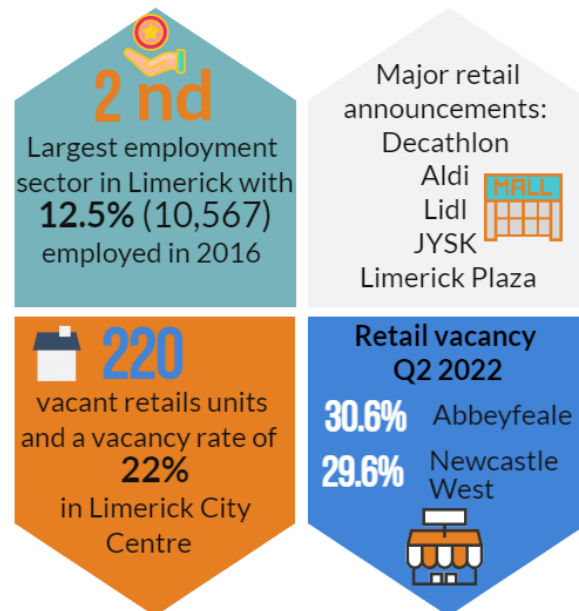 2 nd
Largest employment
sector in Limerick with
12.5% (10,567)
employed in 2016
Major retail
announcements:
Decathlon
Aldi
Lidl
JYSK
Limerick Plaza
MALL
220
vacant retails units
and a vacancy rate of
22%
in Limerick City
Centre
Retail vacancy
Q2 2022
30.6% Abbeyfeale
29.6% Newcastle
West